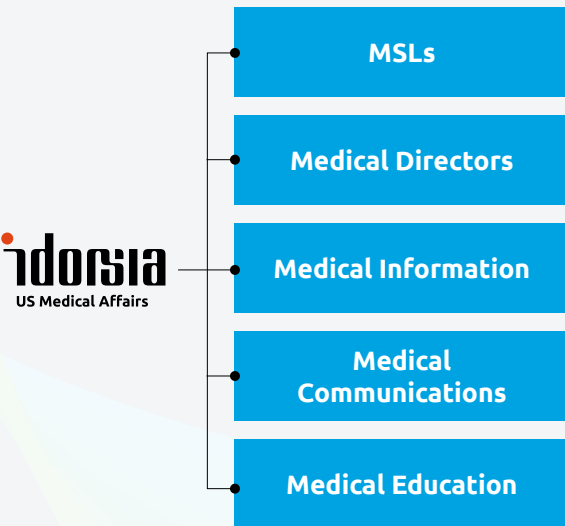 MSLs
Medical Directors
idorsia
US Medical Affairs
Medical Information
Medical
Communications
Medical Education